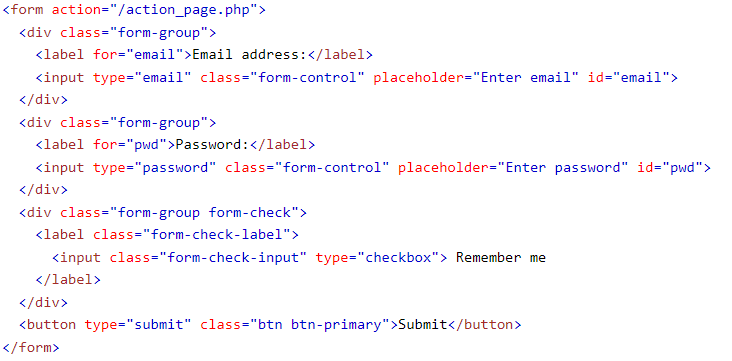 <form action="/action_page.php">
  <div class="form-group">
    <label for="email">Email address:</label>
    <input type="email" class="form-control" placeholder="Enter email" id="email">
  </div>
  <div class="form-group">
    <label for="pwd">Password:</label>
    <input type="password" class="form-control" placeholder="Enter password" id="pwd">
  </div>
  <div class="form-group form-check">
    <label class="form-check-label">
      <input class="form-check-input" type="checkbox"> Remember me
    </label>
  </div>
  <button type="submit" class="btn btn-primary">Submit</button>
</form>